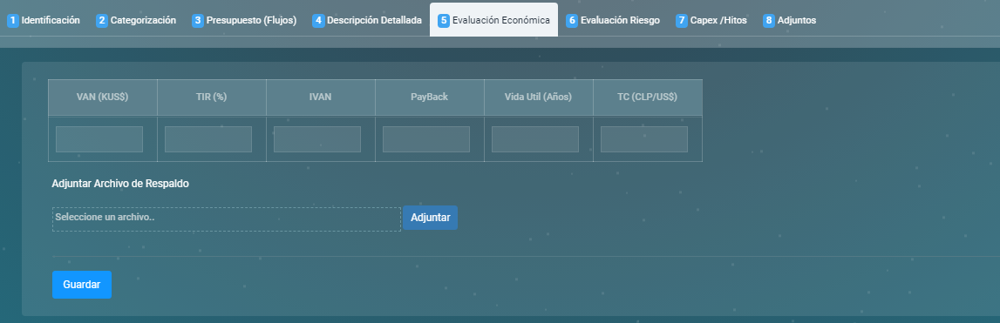 1 Identificación 2 Categorización 3 Presupuesto (Flujos) 4 Descripción Detallada 5 Evaluación Económica 6 Evaluación Riesgo 7 Capex /Hitos 8 Adjuntos
VAN (KUS$) TIR (%) IVAN PayBack Vida Util (Años) TC (CLP/US$)
Adjuntar Archivo de Respaldo
Seleccione un archivo.. Adjuntar
Guardar